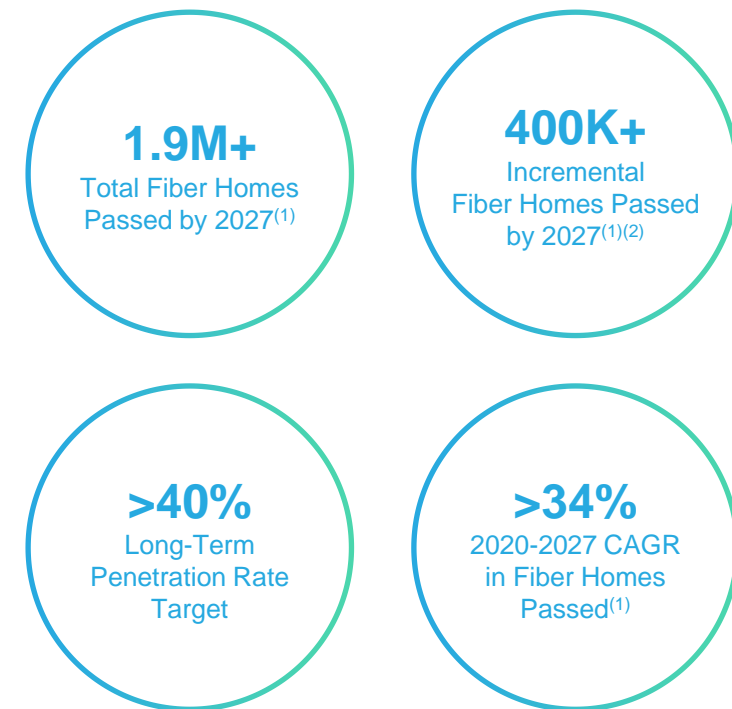 1.9M+
Total Fiber Homes
Passed by 2027(1)
400K+
Incremental
Fiber Homes Passed
by 2027(1)(2)
>40%
Long-Term
Penetration Rate
Target
>34%
2020-2027 CAGR
in Fiber Homes
Passed(1)